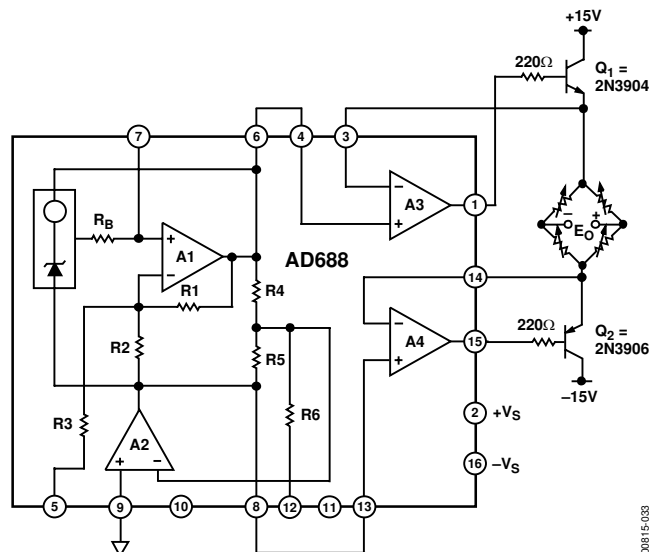 +15V
220Ω
Q1 =
2N3904
7
6
4
3
RB
A1
R1
AD688
A3
1
EO
R4
14
R2
R5
A4
15
220Ω
Q2 =
2N3906
R3
A2
R6
–15V
2
+VS
16
–VS
5
9
10
8
12
11
13
00815-033